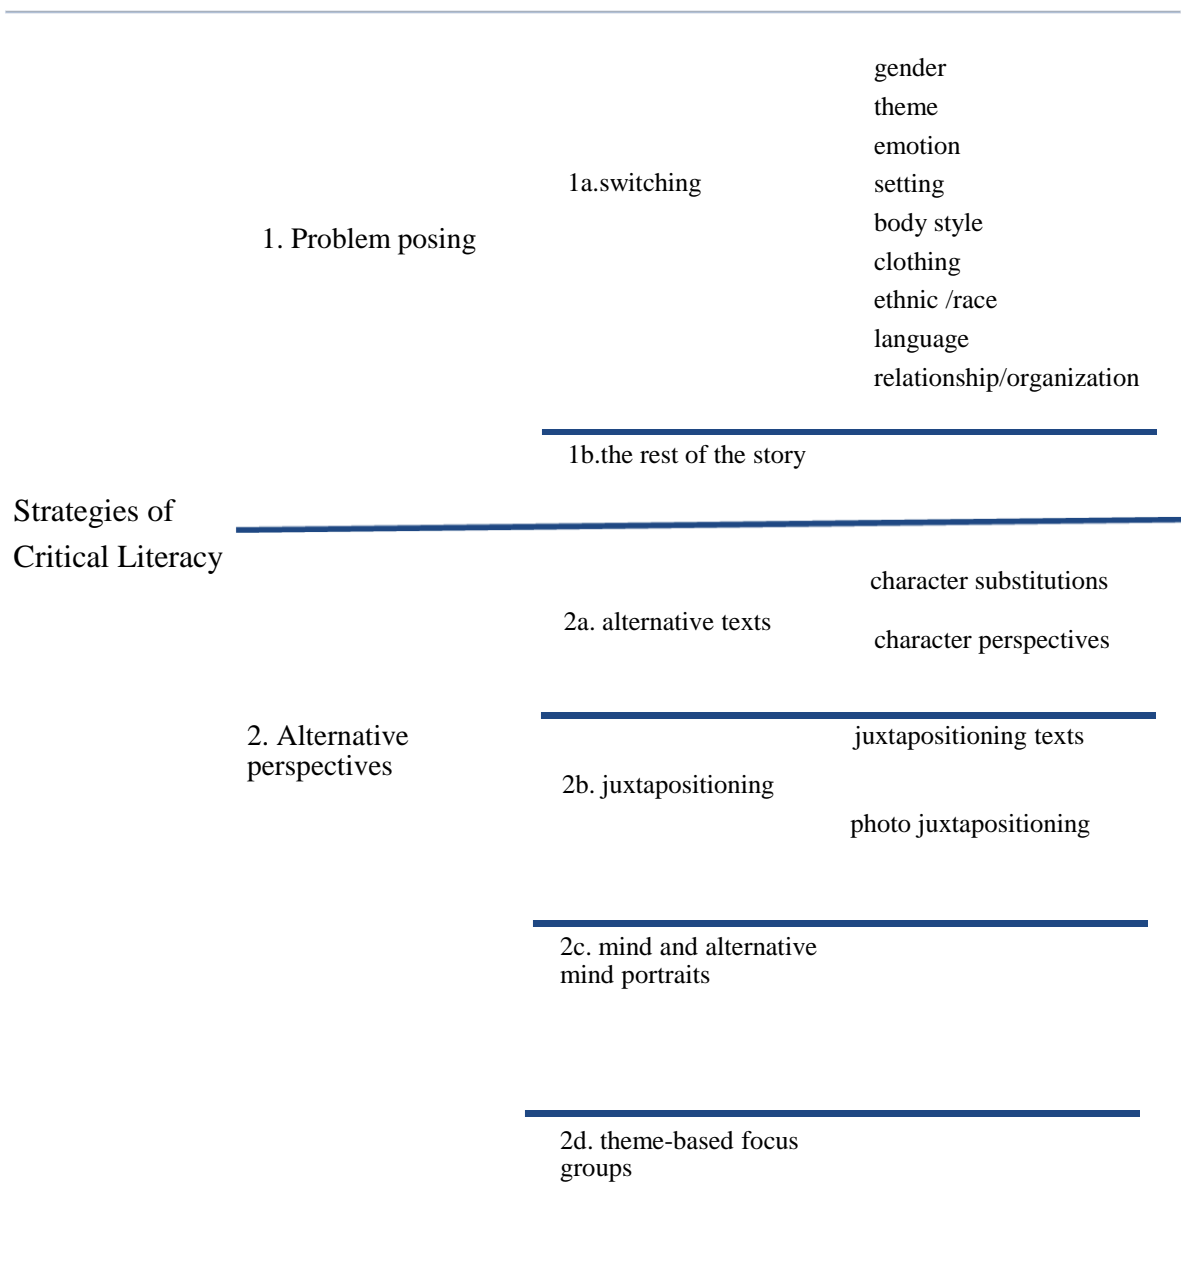 Strategies of
Critical Literacy
1. Problem posing
1a.switching
gender
theme
emotion
setting
body style
clothing
ethnic /race
language
relationship/organization
1b.the rest of the story
2. Alternative
perspectives
2a. alternative texts
character substitutions
character perspectives
2b. juxtapositioning
juxtapositioning texts
photo juxtapositioning
2c. mind and alternative
mind portraits
2d. theme-based focus
groups